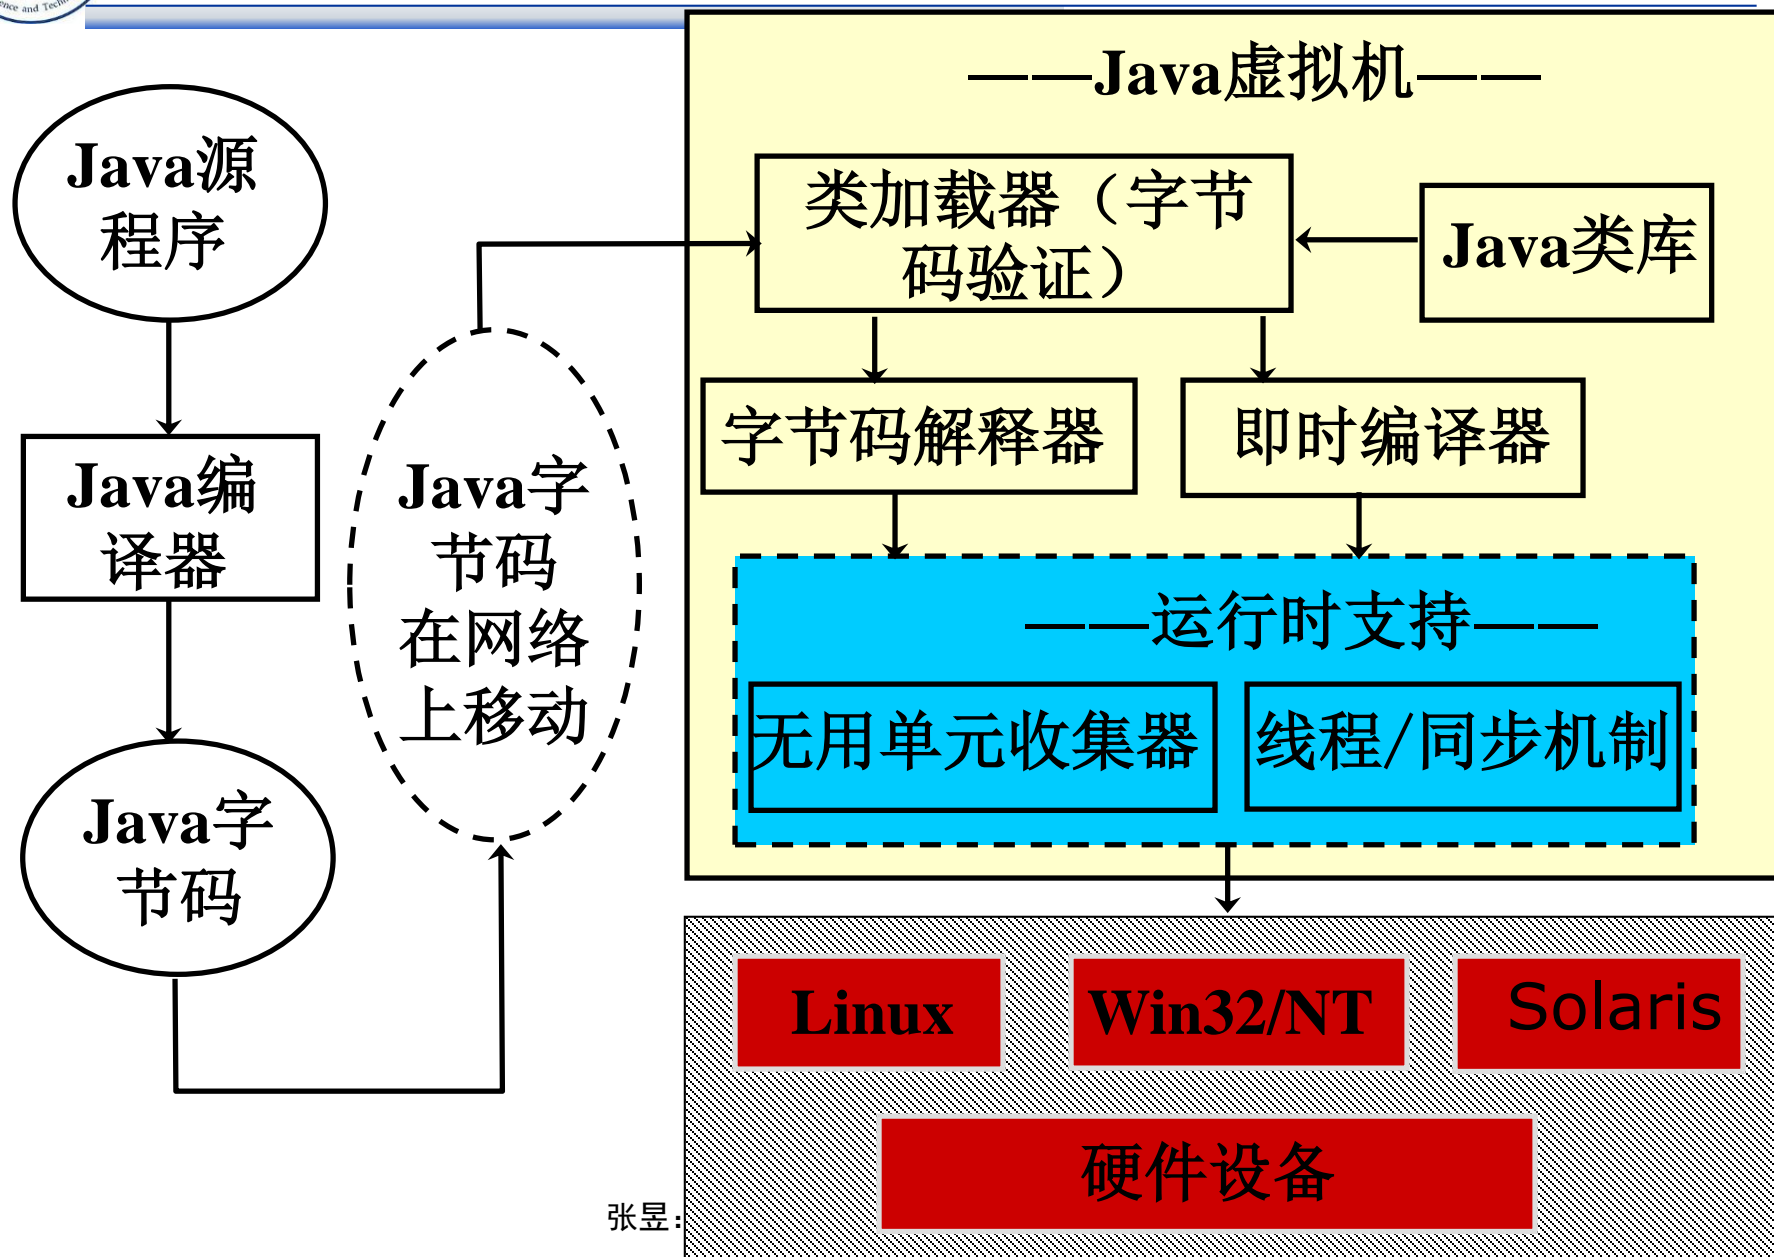 ence and Tech
Java源
程序
Java编
译器
Java字
节码
Java字
节码
在网络
上移动
——Java虚拟机——
类加载器（字节
码验证）
Java类库
字节码解释器
即时编译器
——运行时支持——
无用单元收集器
线程/同步机制
Linux
Win32/NT
Solaris
硬件设备
张昱: